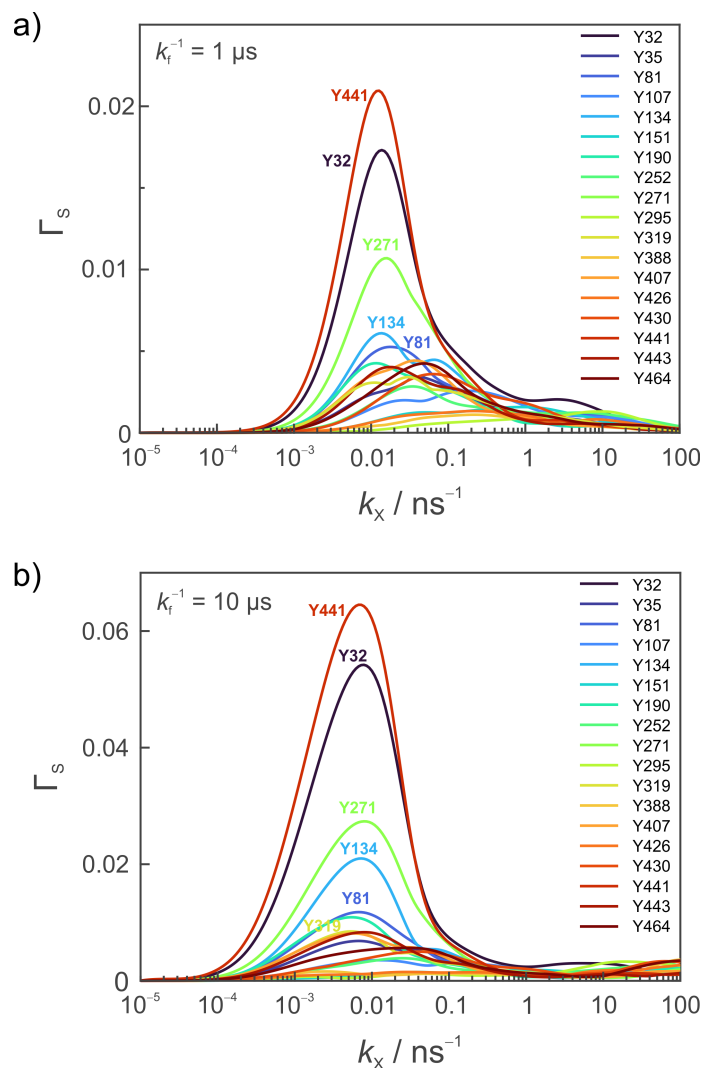 a)
k_f⁻¹ = 1 µs
Y32
Y35
Y81
Y107
Y134
Y151
Y190
Y252
Y271
Y295
Y319
Y388
Y407
Y426
Y430
Y441
Y443
Y464
Y441
Y32
Y271
Y134
Y81
Γ_S
0.02
0.01
0
10⁻⁵ 10⁻⁴ 10⁻³ 0.01 0.1 1 10 100
k_X / ns⁻¹
b)
k_f⁻¹ = 10 µs
Y32
Y35
Y81
Y107
Y134
Y151
Y190
Y252
Y271
Y295
Y319
Y388
Y407
Y426
Y430
Y441
Y443
Y464
Y441
Y32
Y271
Y134
Y81
Y319
Γ_S
0.06
0.04
0.02
0
10⁻⁵ 10⁻⁴ 10⁻³ 0.01 0.1 1 10 100
k_X / ns⁻¹